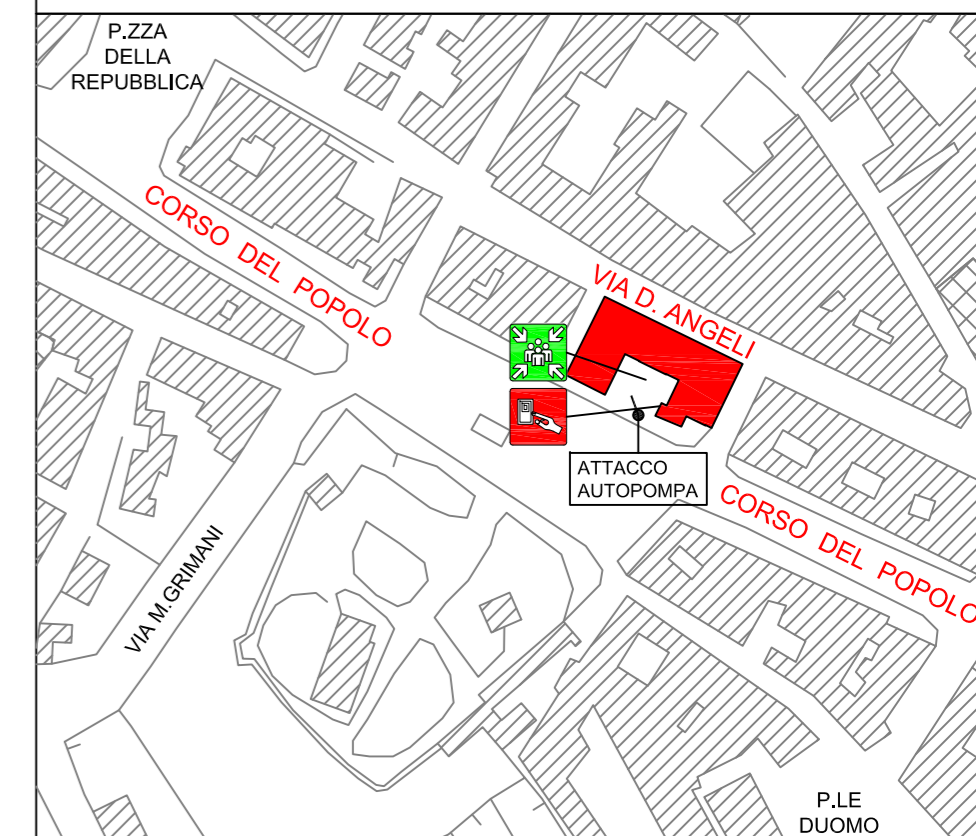 P.ZZA
DELLA
REPUBBLICA
CORSO DEL POPOLO
VIA D. ANGELI
ATTACCO
AUTOPOMPA
CORSO DEL POPOLO
VIA M.GRIMANI
P.LE
DUOMO